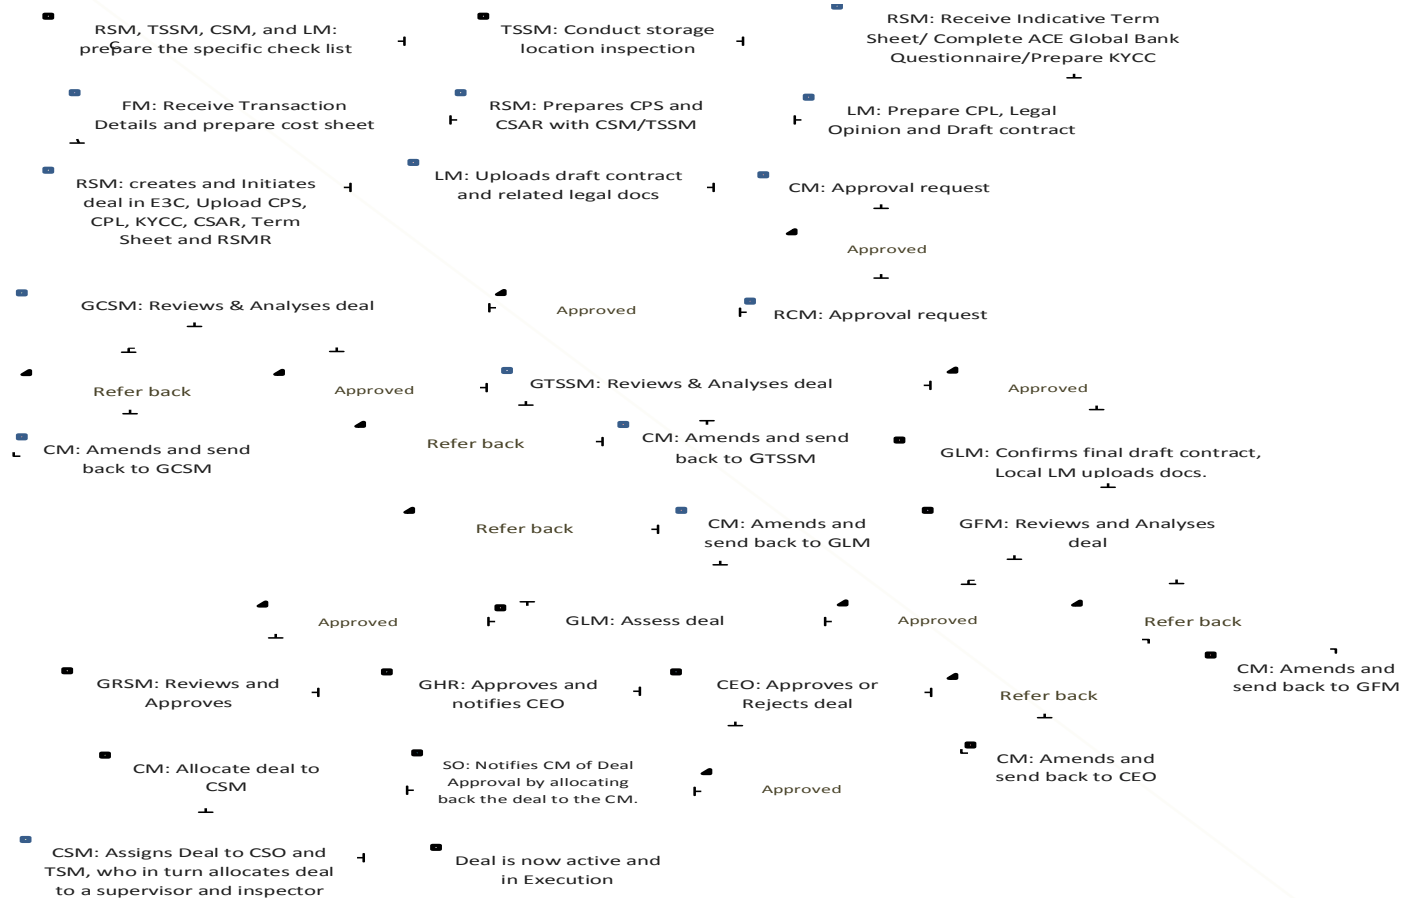 RSM, TSSM, CSM, and LM:
prepare the specific check list
TSSM: Conduct storage
location inspection
RSM: Receive Indicative Term
Sheet/ Complete ACE Global Bank
Questionnaire/Prepare KYCC
FM: Receive Transaction
Details and prepare cost sheet
RSM: Prepares CPS and
CSAR with CSM/TSSM
LM: Prepare CPL, Legal
Opinion and Draft contract
RSM: creates and Initiates
deal in E3C, Upload CPS,
CPL, KYCC, CSAR, Term
Sheet and RSMR
LM: Uploads draft contract
and related legal docs
CM: Approval request
Approved
GCSM: Reviews & Analyses deal
Approved
RCM: Approval request
Refer back
Approved
GTSSM: Reviews & Analyses deal
Approved
CM: Amends and send
back to GCSM
Refer back
CM: Amends and send
back to GTSSM
GLM: Confirms final draft contract,
Local LM uploads docs.
Refer back
CM: Amends and
send back to GLM
GFM: Reviews and Analyses
deal
Approved
GLM: Assess deal
Approved
Refer back
CM: Amends and
send back to GFM
GRSM: Reviews and
Approves
GHR: Approves and
notifies CEO
CEO: Approves or
Rejects deal
Refer back
CM: Allocate deal to
CSM
SO: Notifies CM of Deal
Approval by allocating
back the deal to the CM.
Approved
CM: Amends and
send back to CEO
CSM: Assigns Deal to CSO and
TSM, who in turn allocates deal
to a supervisor and inspector
Deal is now active and
in Execution